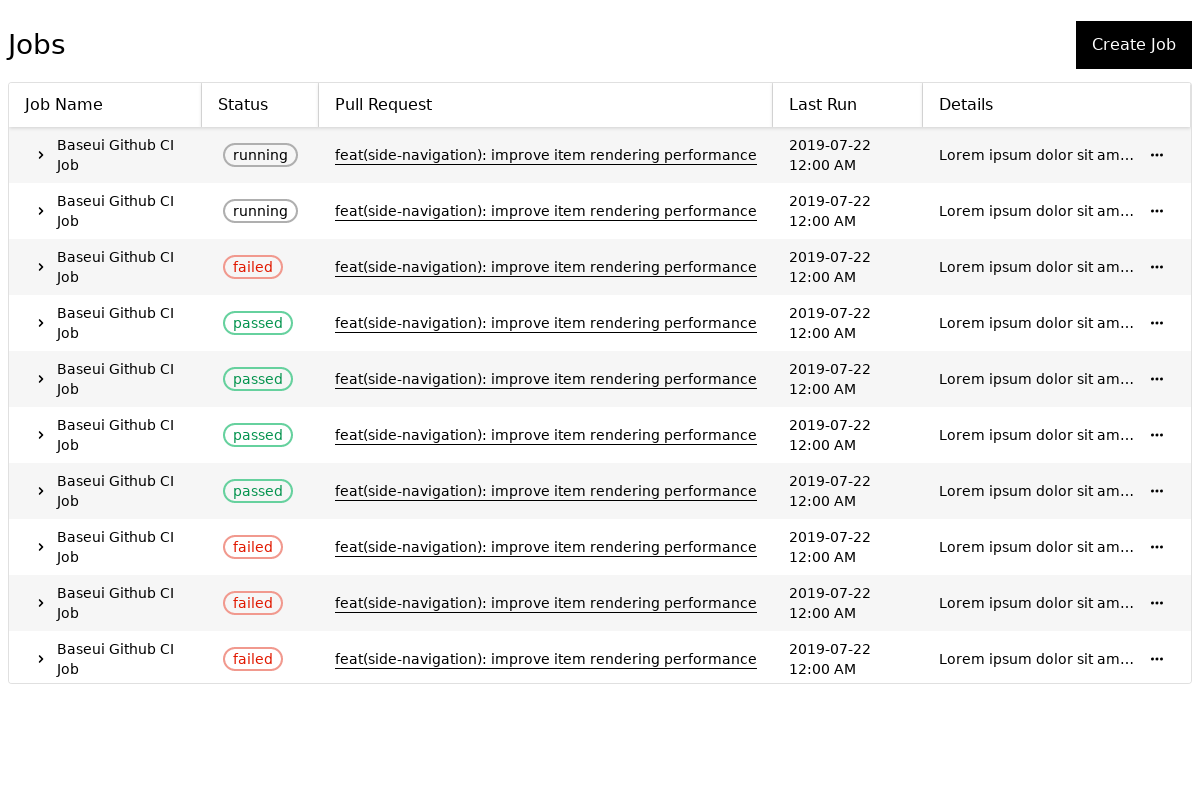 Jobs
Create Job
Job Name Status Pull Request Last Run Details
Baseui Github CI
Job
running
feat(side-navigation): improve item rendering performance
2019-07-22
12:00 AM
Lorem ipsum dolor sit am...
Baseui Github CI
Job
running
feat(side-navigation): improve item rendering performance
2019-07-22
12:00 AM
Lorem ipsum dolor sit am...
Baseui Github CI
Job
failed
feat(side-navigation): improve item rendering performance
2019-07-22
12:00 AM
Lorem ipsum dolor sit am...
Baseui Github CI
Job
passed
feat(side-navigation): improve item rendering performance
2019-07-22
12:00 AM
Lorem ipsum dolor sit am...
Baseui Github CI
Job
passed
feat(side-navigation): improve item rendering performance
2019-07-22
12:00 AM
Lorem ipsum dolor sit am...
Baseui Github CI
Job
passed
feat(side-navigation): improve item rendering performance
2019-07-22
12:00 AM
Lorem ipsum dolor sit am...
Baseui Github CI
Job
passed
feat(side-navigation): improve item rendering performance
2019-07-22
12:00 AM
Lorem ipsum dolor sit am...
Baseui Github CI
Job
failed
feat(side-navigation): improve item rendering performance
2019-07-22
12:00 AM
Lorem ipsum dolor sit am...
Baseui Github CI
Job
failed
feat(side-navigation): improve item rendering performance
2019-07-22
12:00 AM
Lorem ipsum dolor sit am...
Baseui Github CI
Job
failed
feat(side-navigation): improve item rendering performance
2019-07-22
12:00 AM
Lorem ipsum dolor sit am...